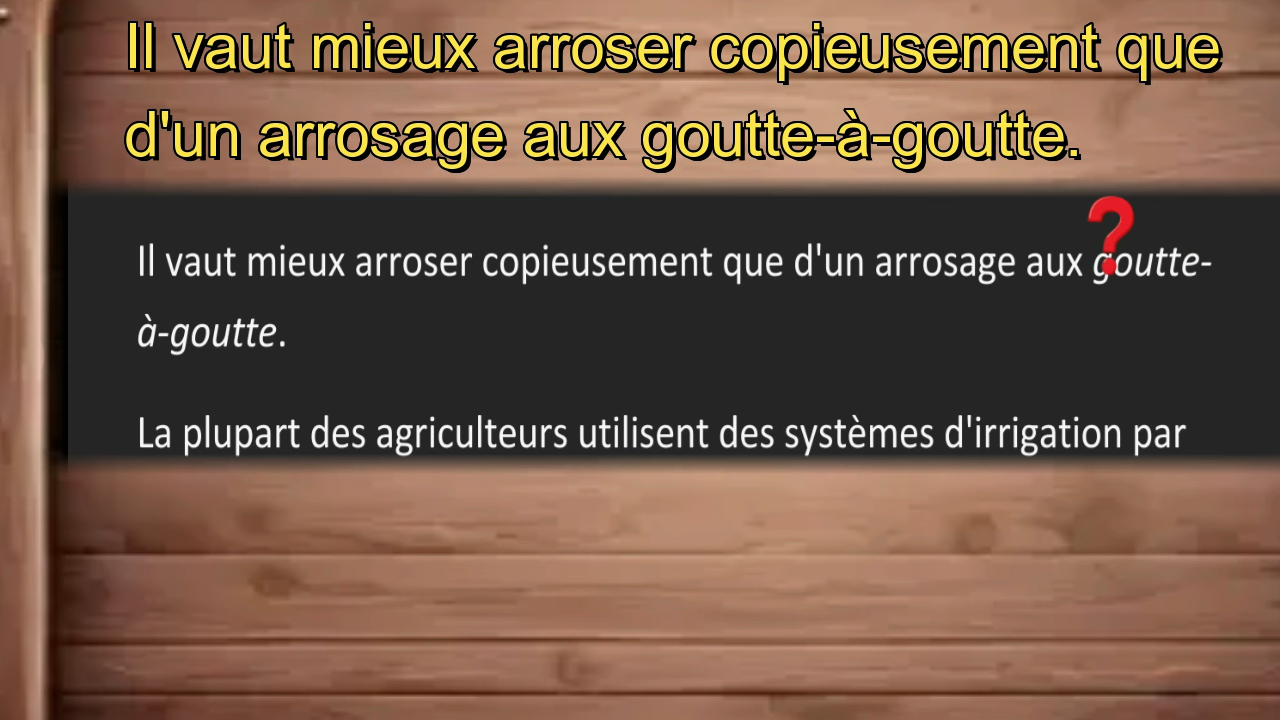 Il vaut mieux arroser copieusement que
d'un arrosage aux goutte-à-goutte.
❓
Il vaut mieux arroser copieusement que d'un arrosage aux goutte-
à-goutte.
La plupart des agriculteurs utilisent des systèmes d'irrigation par